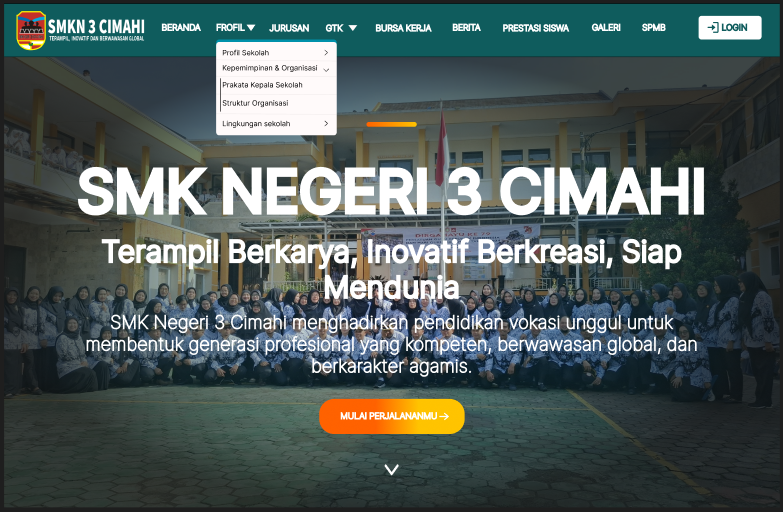 SMKN 3 CIMAHI
TERAMPIL, INOVATIF DAN BERWAWASAN GLOBAL
BERANDA
PROFIL
JURUSAN
GTK
BURSA KERJA
BERITA
PRESTASI SISWA
GALERI
SPMB
LOGIN
Profil Sekolah
Kepemimpinan & Organisasi
Prakata Kepala Sekolah
Struktur Organisasi
Lingkungan sekolah
SMK NEGERI 3 CIMAHI
Terampil Berkarya, Inovatif Berkreasi, Siap
Mendunia
SMK Negeri 3 Cimahi menghadirkan pendidikan vokasi unggul untuk
membentuk generasi profesional yang kompeten, berwawasan global, dan
berkarakter agamis.
MULAI PERJALANANMU